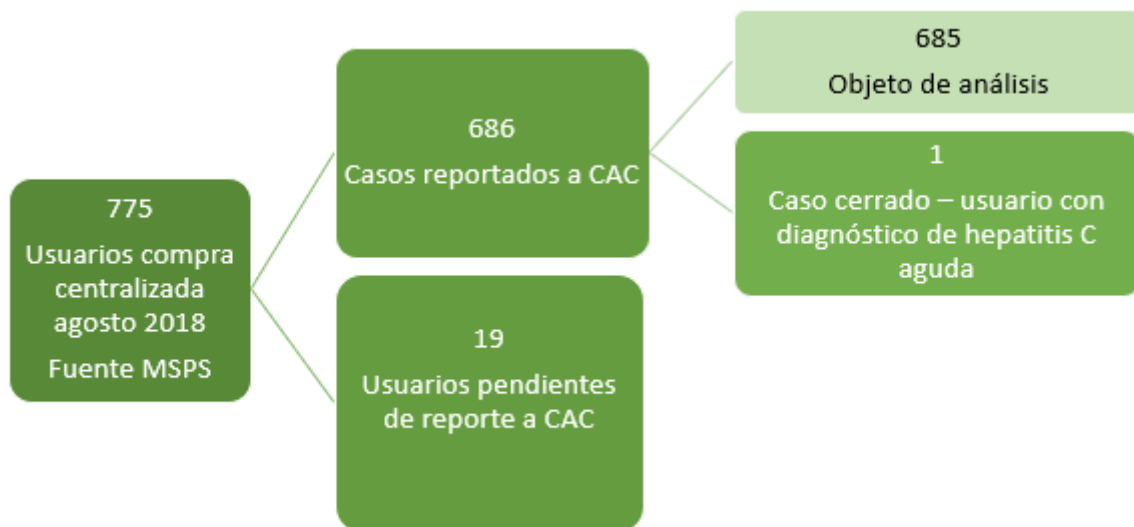 775
Usuarios compra
centralizada
agosto 2018
Fuente MSPS
686
Casos reportados a CAC
19
Usuarios pendientes
de reporte a CAC
685
Objeto de análisis
1
Caso cerrado – usuario con
diagnóstico de hepatitis C
aguda